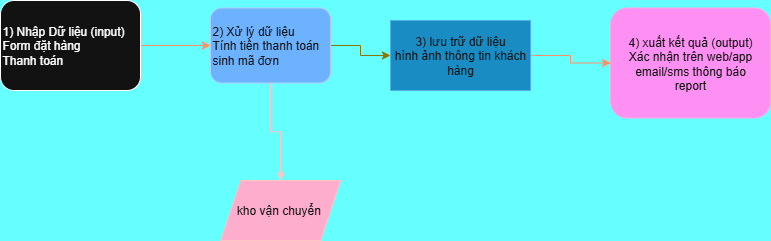 1) Nhập Dữ liệu (input)
Form đặt hàng
Thanh toán
2) Xử lý dữ liệu
Tính tiền thanh toán
sinh mã đơn
3) lưu trữ dữ liệu
hình ảnh thông tin khách
hàng
4) xuất kết quả (output)
Xác nhận trên web/app
email/sms thông báo
report
kho vận chuyển